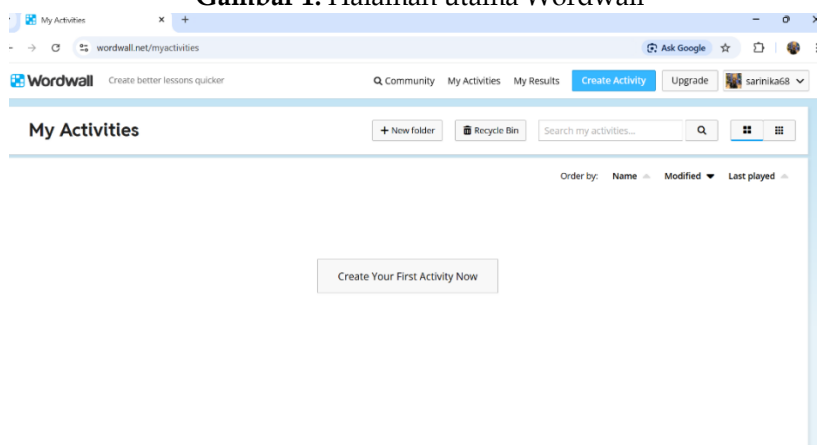 Gambar 1. Halaman utama Wordwall
My Activities
wordwall.net/myactivities
Ask Google
Wordwall Create better lessons quicker Community My Activities My Results Create Activity Upgrade sarinika68
My Activities + New folder Recycle Bin Search my activities...
Order by: Name Modified Last played
Create Your First Activity Now